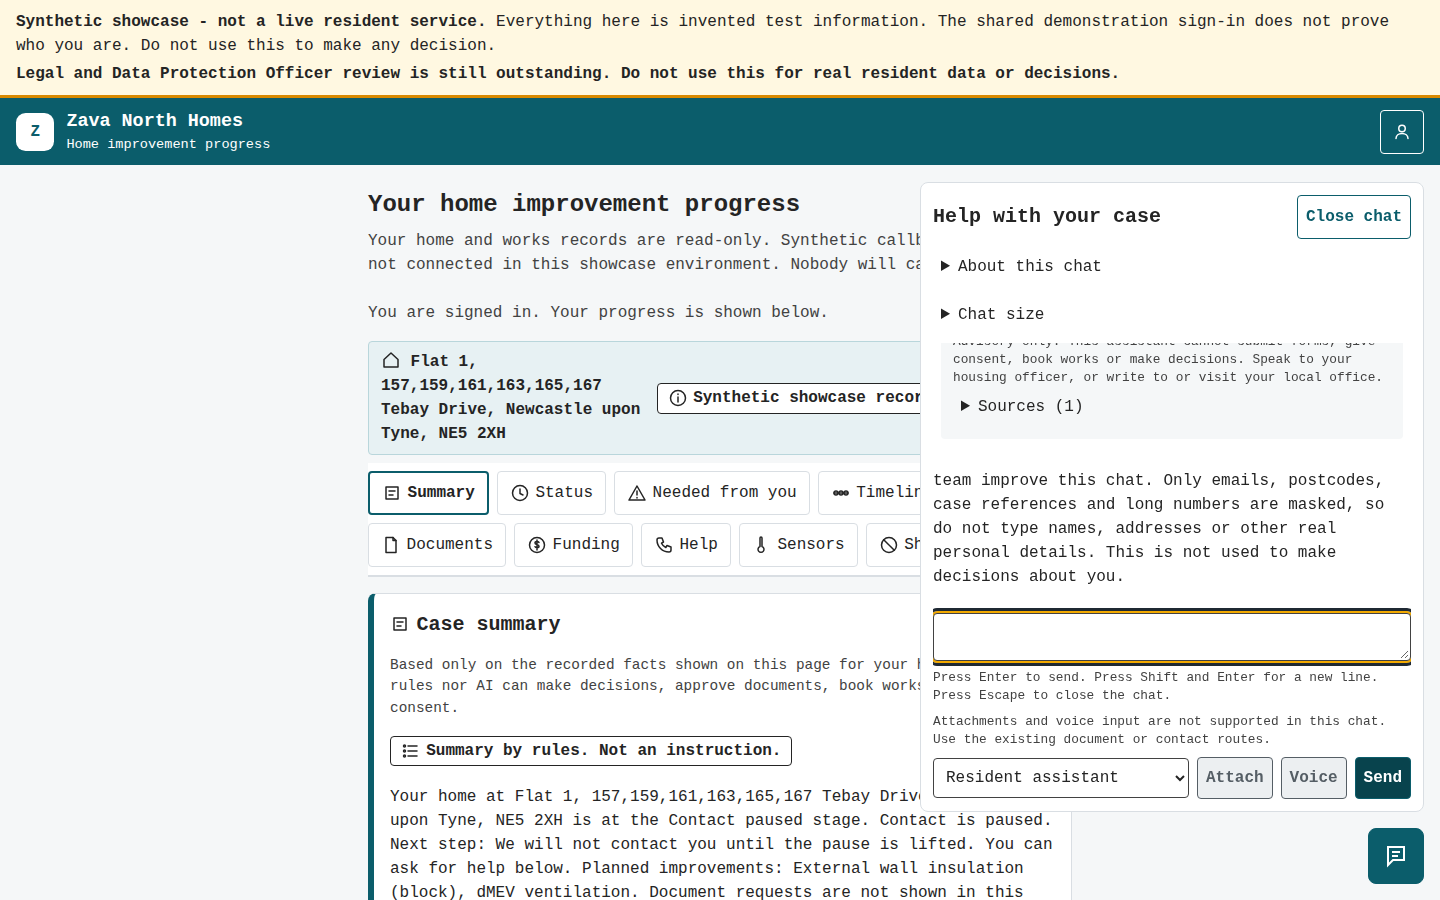 Synthetic showcase - not a live resident service. Everything here is invented test information. The shared demonstration sign-in does not prove
who you are. Do not use this to make any decision.
Legal and Data Protection Officer review is still outstanding. Do not use this for real resident data or decisions.
Z
Zava North Homes
Home improvement progress
Your home improvement progress
Your home and works records are read-only. Synthetic
not connected in this showcase environment. Nobody will
You are signed in. Your progress is shown below.
Flat 1,
157,159,161,163,165,167
Tebay Drive, Newcastle upon
Tyne, NE5 2XH
Synthetic showcase
Summary
Status
Needed from you
Documents
Funding
Help
Sensors
Case summary
Based only on the recorded facts shown on this page for your
rules nor AI can make decisions, approve documents, book
consent.
Summary by rules. Not an instruction.
Your home at Flat 1, 157,159,161,163,165,167 Tebay
upon Tyne, NE5 2XH is at the Contact paused stage. Contact is paused.
Next step: We will not contact you until the pause is lifted. You can
ask for help below. Planned improvements: External wall insulation
(block), dMEV ventilation. Document requests are not shown in this
Help with your case
Close chat
About this chat
Chat size
Advisory only. This assistant cannot submit forms, give
consent, book works or make decisions. Speak to your
housing officer, or write to or visit your local office.
Sources (1)
team improve this chat. Only emails, postcodes,
case references and long numbers are masked, so
do not type names, addresses or other real
personal details. This is not used to make
decisions about you.
Press Enter to send. Press Shift and Enter for a new line.
Press Escape to close the chat.
Attachments and voice input are not supported in this chat.
Use the existing document or contact routes.
Resident assistant
Attach
Voice
Send